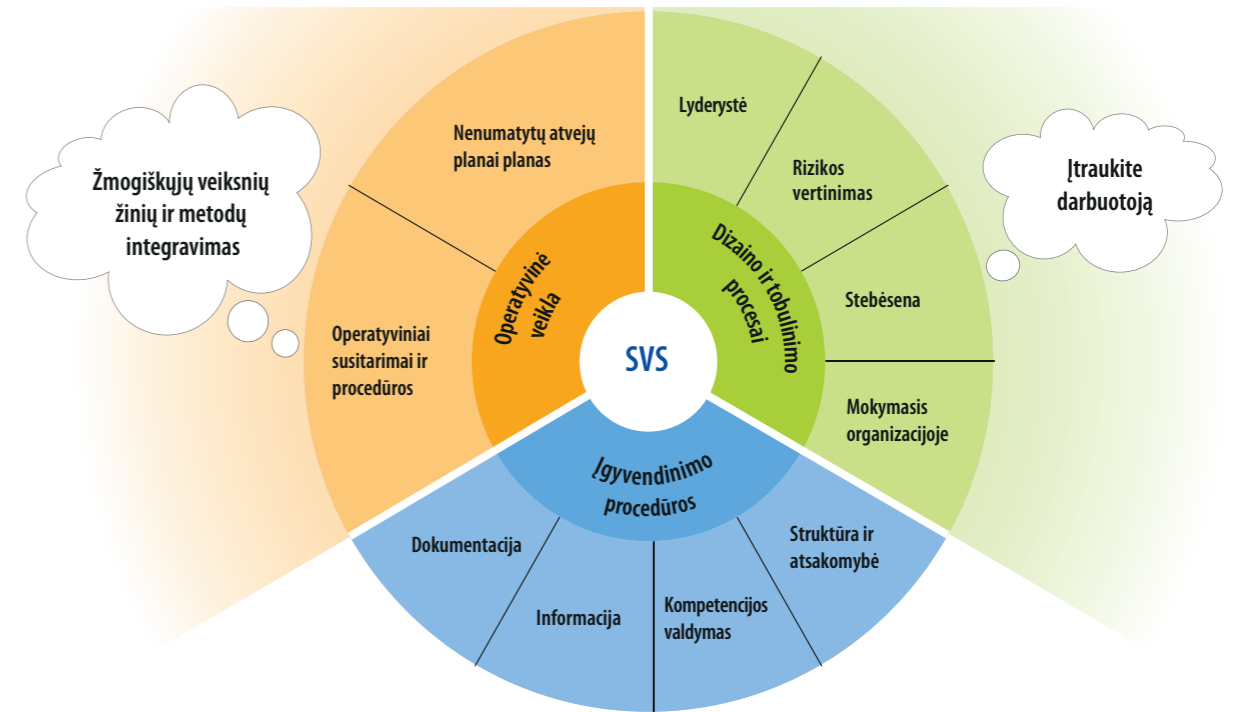 Žmogiškųjų veiksnių
žinių ir metodų
integravimas
Nenumatytų atvejų
planai planas
Operatyviniai
susitarimai ir
procedūros
Operatyvinė
veikla
SVS
Dizaino ir tobulinimo
procesai
Lyderystė
Rizikos
vertinimas
Stebėsena
Mokymasis
organizacijoje
Įtraukite
darbuotoją
Įgyvendinimo
procedūros
Dokumentacija
Informacija
Kompetencijos
valdymas
Struktūra ir
atsakomybė